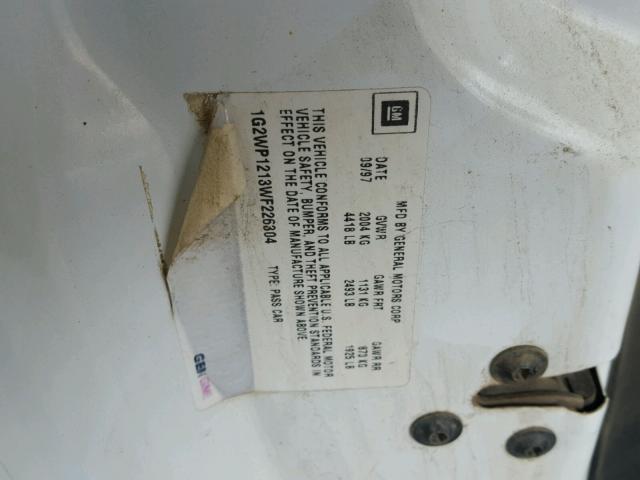 GM
MFD BY GENERAL MOTORS CORP
DATE GVWR GAWR FRT GAWR RR
09/97 2004 KG 1131 KG 873 KG
4418 LB 2493 LB 1925 LB
THIS VEHICLE CONFORMS TO ALL APPLICABLE U.S. FEDERAL MOTOR
VEHICLE SAFETY, BUMPER, AND THEFT PREVENTION STANDARDS IN
EFFECT ON THE DATE OF MANUFACTURE SHOWN ABOVE.
1G2WP1213WF226304 TYPE: PASS CAR